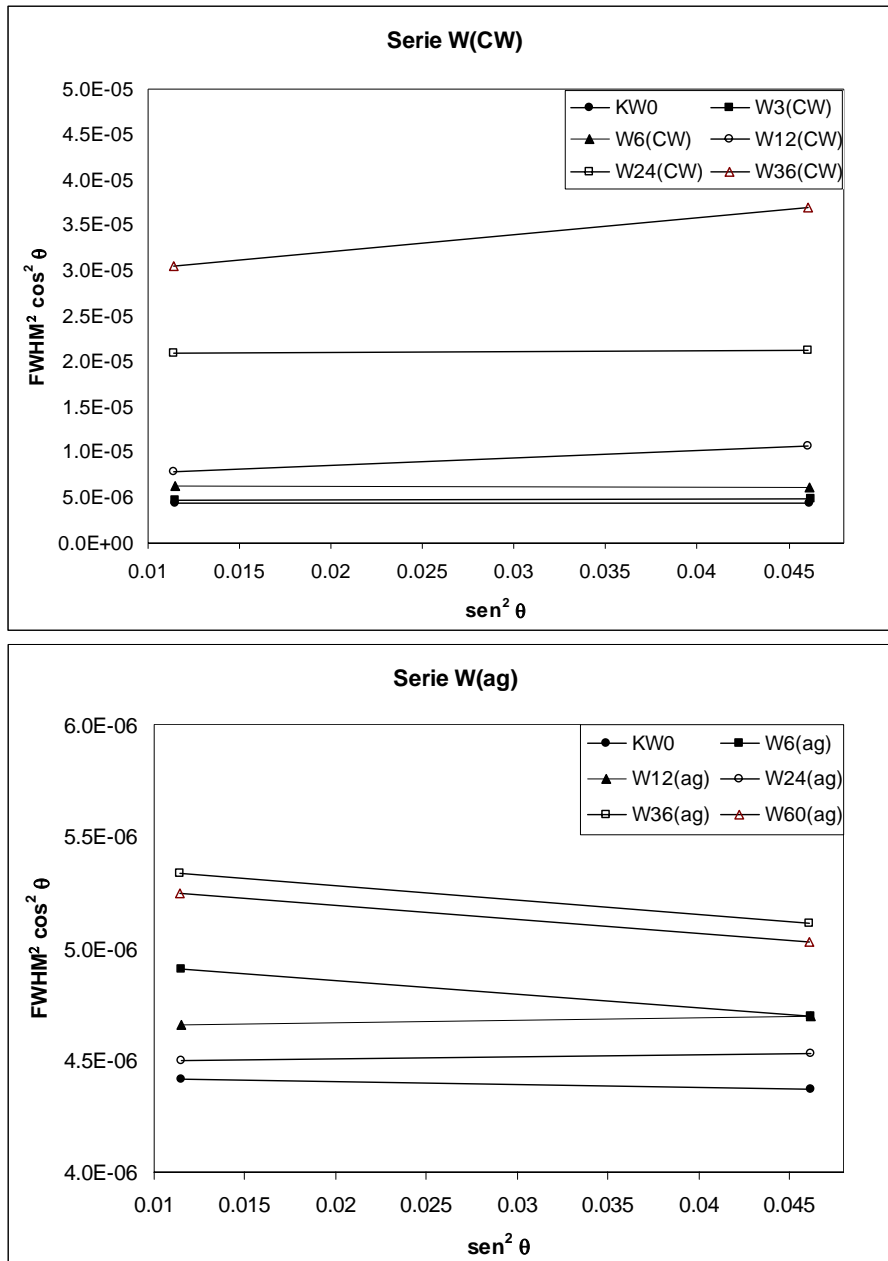 Serie W(CW)
5.0E-05
KW0 W3(CW)
4.5E-05
W6(CW) W12(CW)
4.0E-05
W24(CW) W36(CW)
3.5E-05
3.0E-05
2.5E-05
2.0E-05
1.5E-05
1.0E-05
5.0E-06
0.0E+00
FWHM² cos² θ
0.01 0.015 0.02 0.025 0.03 0.035 0.04 0.045
sen² θ
Serie W(ag)
6.0E-06
KW0 W6(ag)
W12(ag) W24(ag)
W36(ag) W60(ag)
5.5E-06
5.0E-06
4.5E-06
4.0E-06
FWHM² cos² θ
0.01 0.015 0.02 0.025 0.03 0.035 0.04 0.045
sen² θ